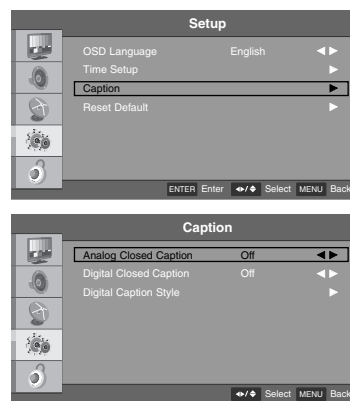 Setup
OSD Language English
Time Setup
Caption
Reset Default
ENTER Enter Select MENU Back
Caption
Analog Closed Caption Off
Digital Closed Caption Off
Digital Caption Style
Select MENU Back